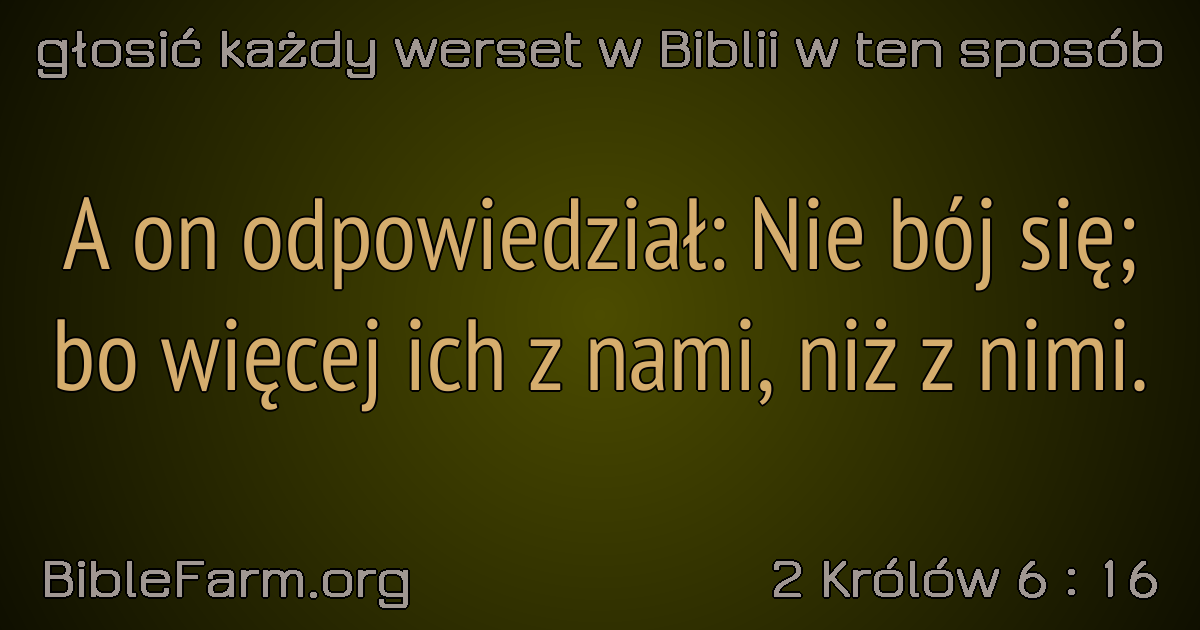 głosić każdy werset w Biblii w ten sposób
A on odpowiedział: Nie bój się;
bo więcej ich z nami, niż z nimi.
BibleFarm.org
2 Królów 6 : 16